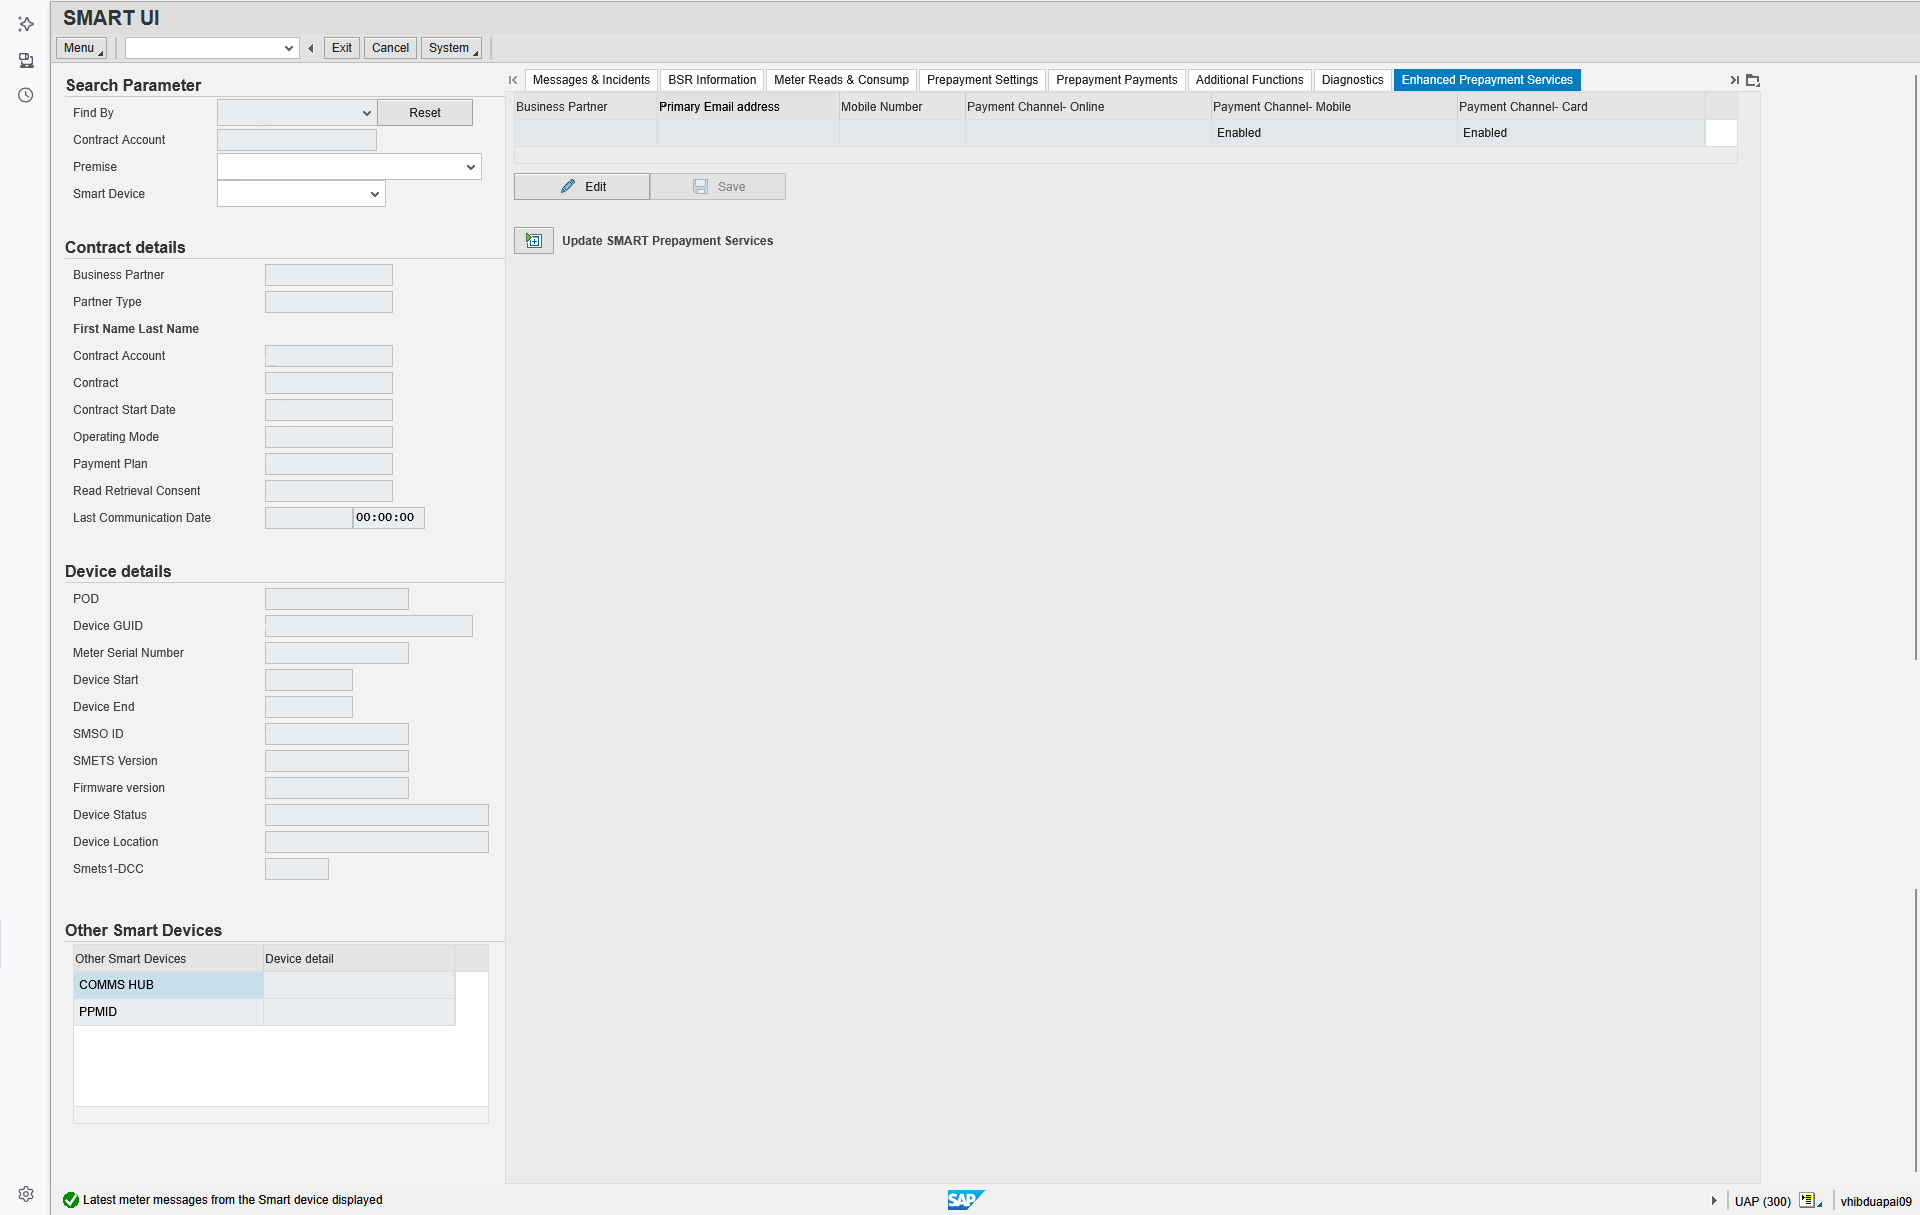 SMART UI
Menu
Exit
Cancel
System
Search Parameter
Find By
Reset
Contract Account
Premise
Smart Device
Contract details
Business Partner
Partner Type
First Name Last Name
Contract Account
Contract
Contract Start Date
Operating Mode
Payment Plan
Read Retrieval Consent
Last Communication Date 00:00:00
Device details
POD
Device GUID
Meter Serial Number
Device Start
Device End
SMSO ID
SMETS Version
Firmware version
Device Status
Device Location
Smets1-DCC
Other Smart Devices
Other Smart Devices Device detail
COMMS HUB
PPMID
Messages & Incidents BSR Information Meter Reads & Consump Prepayment Settings Prepayment Payments Additional Functions Diagnostics Enhanced Prepayment Services
Business Partner Primary Email address Mobile Number Payment Channel- Online Payment Channel- Mobile Payment Channel- Card
Enabled Enabled
Edit Save
Update SMART Prepayment Services
Latest meter messages from the Smart device displayed
SAP
UAP (300) vhibduapai09